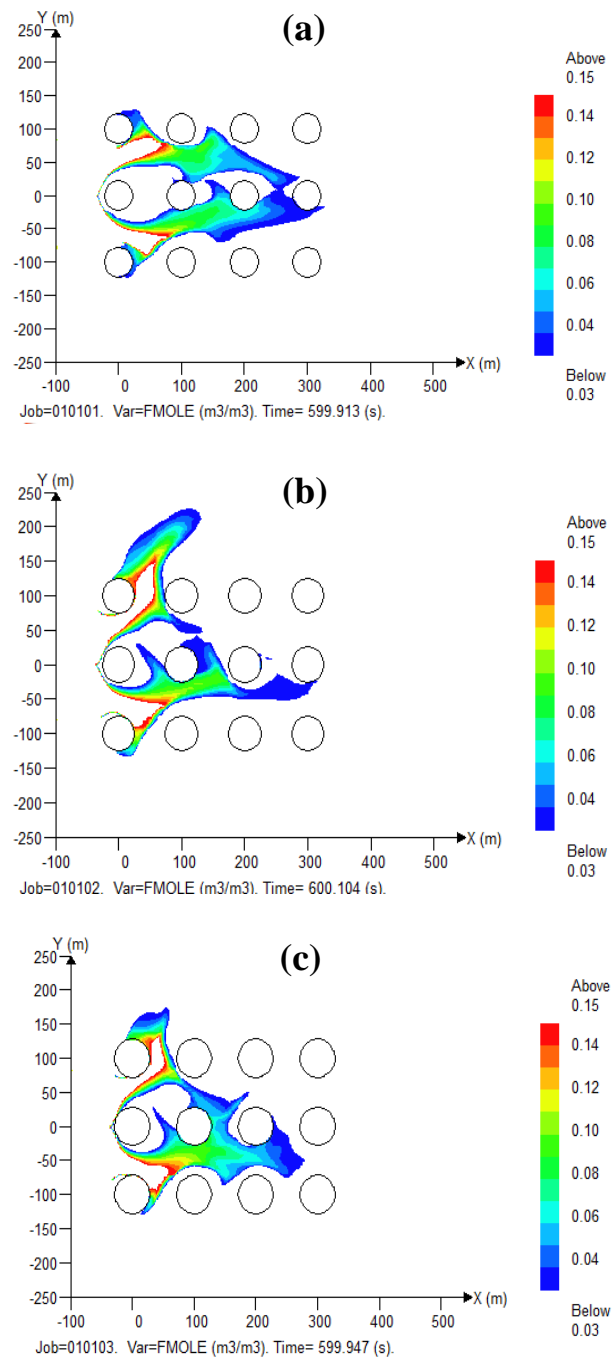 Y (m)
(a)
250
200
150
100
50
0
-50
-100
-150
-200
-250
-100 0 100 200 300 400 500
X (m)
Above
0.15
0.14
0.12
0.10
0.08
0.06
0.04
Below
0.03
Job=010101. Var=FMOLE (m3/m3). Time= 599.913 (s).
Y (m)
(b)
250
200
150
100
50
0
-50
-100
-150
-200
-250
-100 0 100 200 300 400 500
X (m)
Above
0.15
0.14
0.12
0.10
0.08
0.06
0.04
Below
0.03
Job=010102. Var=FMOLE (m3/m3). Time= 600.104 (s).
Y (m)
(c)
250
200
150
100
50
0
-50
-100
-150
-200
-250
-100 0 100 200 300 400 500
X (m)
Above
0.15
0.14
0.12
0.10
0.08
0.06
0.04
Below
0.03
Job=010103. Var=FMOLE (m3/m3). Time= 599.947 (s).